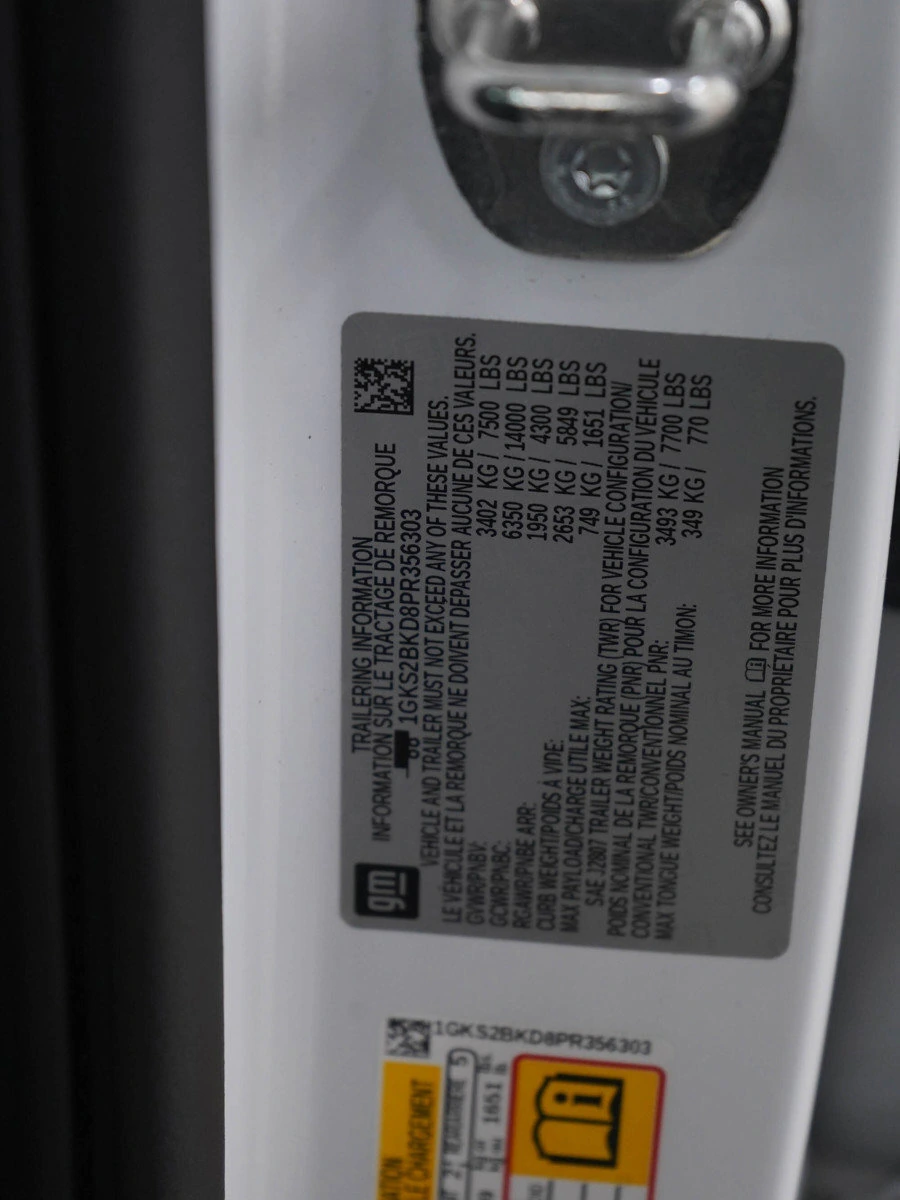 gm
TRAILERING INFORMATION
INFORMATION SUR LE TRACTAGE DE REMORQUE
1GKS2BKD8PR356303
VEHICLE AND TRAILER MUST NOT EXCEED ANY OF THESE VALUES.
LE VÉHICULE ET LA REMORQUE NE DOIVENT DÉPASSER AUCUNE DE CES VALEURS.
GVWR/PNBV: 3402 KG / 7500 LBS
GCWR/PNBC: 6350 KG / 14000 LBS
RGAWR/PNBE ARR: 1950 KG / 4300 LBS
CURB WEIGHT/POIDS À VIDE: 2653 KG / 5849 LBS
MAX PAYLOAD/CHARGE UTILE MAX: 749 KG / 1651 LBS
SAE J2807 TRAILER WEIGHT RATING (TWR) FOR VEHICLE CONFIGURATION/
POIDS NOMINAL DE LA REMORQUE (PNR) POUR LA CONFIGURATION DU VÉHICULE
CONVENTIONAL TWR/CONVENTIONNEL PNR: 3493 KG / 7700 LBS
MAX TONGUE WEIGHT/POIDS NOMINAL AU TIMON: 349 KG / 770 LBS
SEE OWNER'S MANUAL FOR MORE INFORMATION
CONSULTEZ LE MANUEL DU PROPRIÉTAIRE POUR PLUS D'INFORMATIONS.
1GKS2BKD8PR356303
LE CHARGEMENT
5
1651